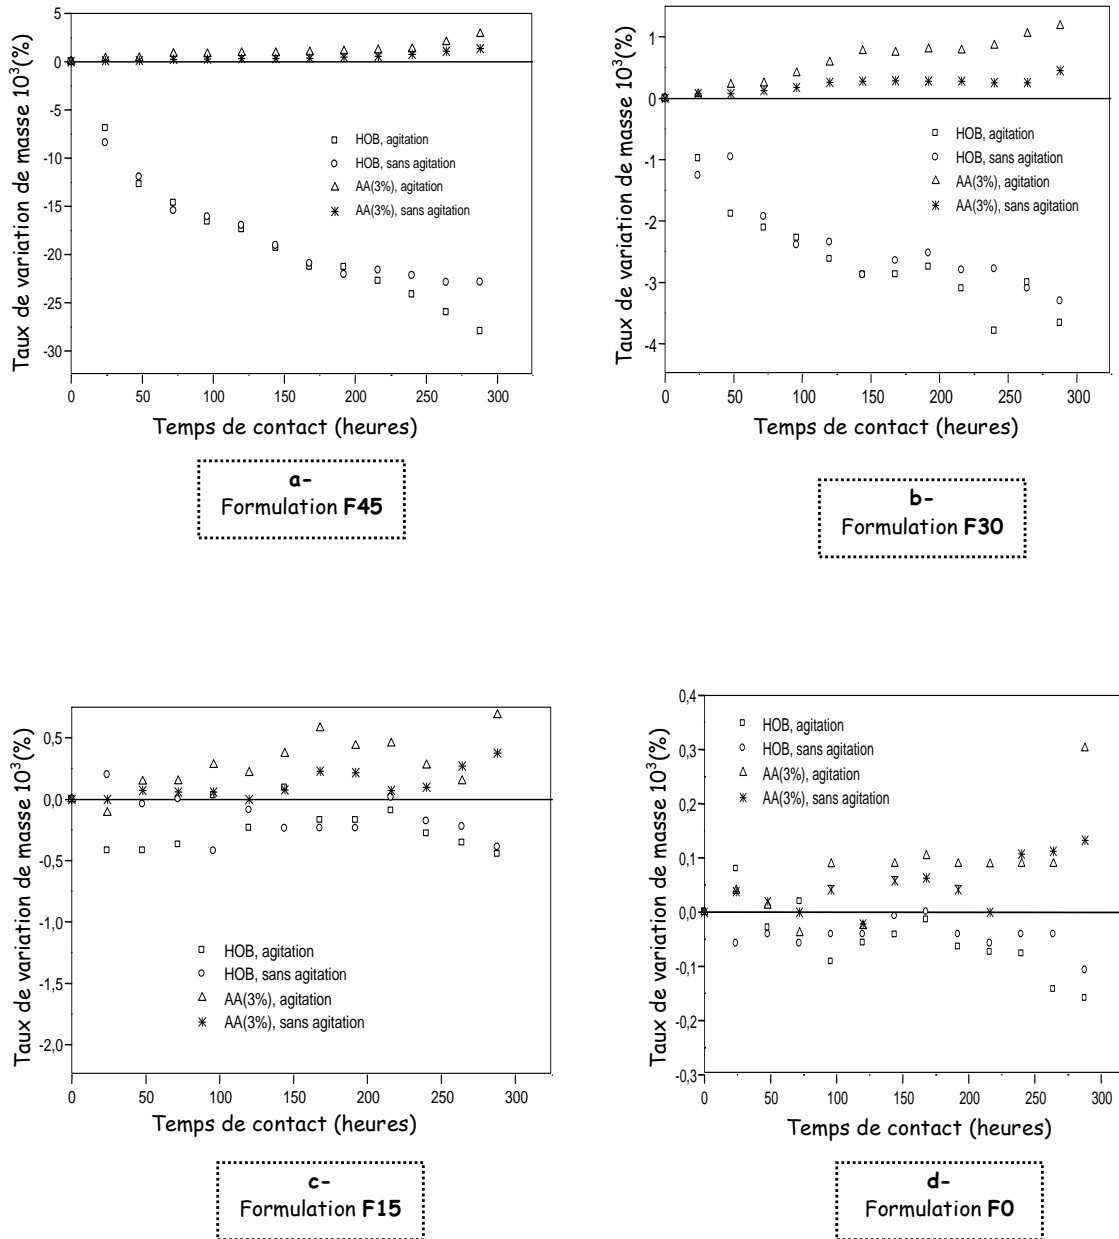 Taux de variation de masse 10³(%)
5
0
-5
-10
-15
-20
-25
-30
HOB, agitation
HOB, sans agitation
AA(3%), agitation
AA(3%), sans agitation
0 50 100 150 200 250 300
Temps de contact (heures)
a-
Formulation F45
Taux de variation de masse 10³(%)
1
0
-1
-2
-3
-4
HOB, agitation
HOB, sans agitation
AA(3%), agitation
AA(3%), sans agitation
0 50 100 150 200 250 300
Temps de contact (heures)
b-
Formulation F30
Taux de variation de masse 10³(%)
0,5
0,0
-0,5
-1,0
-1,5
-2,0
HOB, agitation
HOB, sans agitation
AA(3%), agitation
AA(3%), sans agitation
0 50 100 150 200 250 300
Temps de contact (heures)
c-
Formulation F15
Taux de variation de masse 10³(%)
0,4
0,3
0,2
0,1
0,0
-0,1
-0,2
-0,3
HOB, agitation
HOB, sans agitation
AA(3%), agitation
AA(3%), sans agitation
0 50 100 150 200 250 300
Temps de contact (heures)
d-
Formulation F0